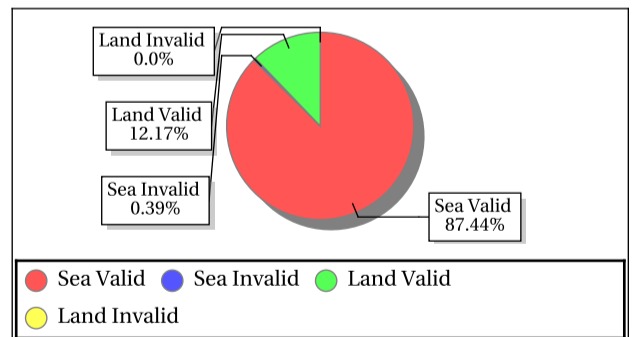 Land Invalid
0.0%
Land Valid
12.17%
Sea Invalid
0.39%
Sea Valid
87.44%
Sea Valid Sea Invalid Land Valid
Land Invalid